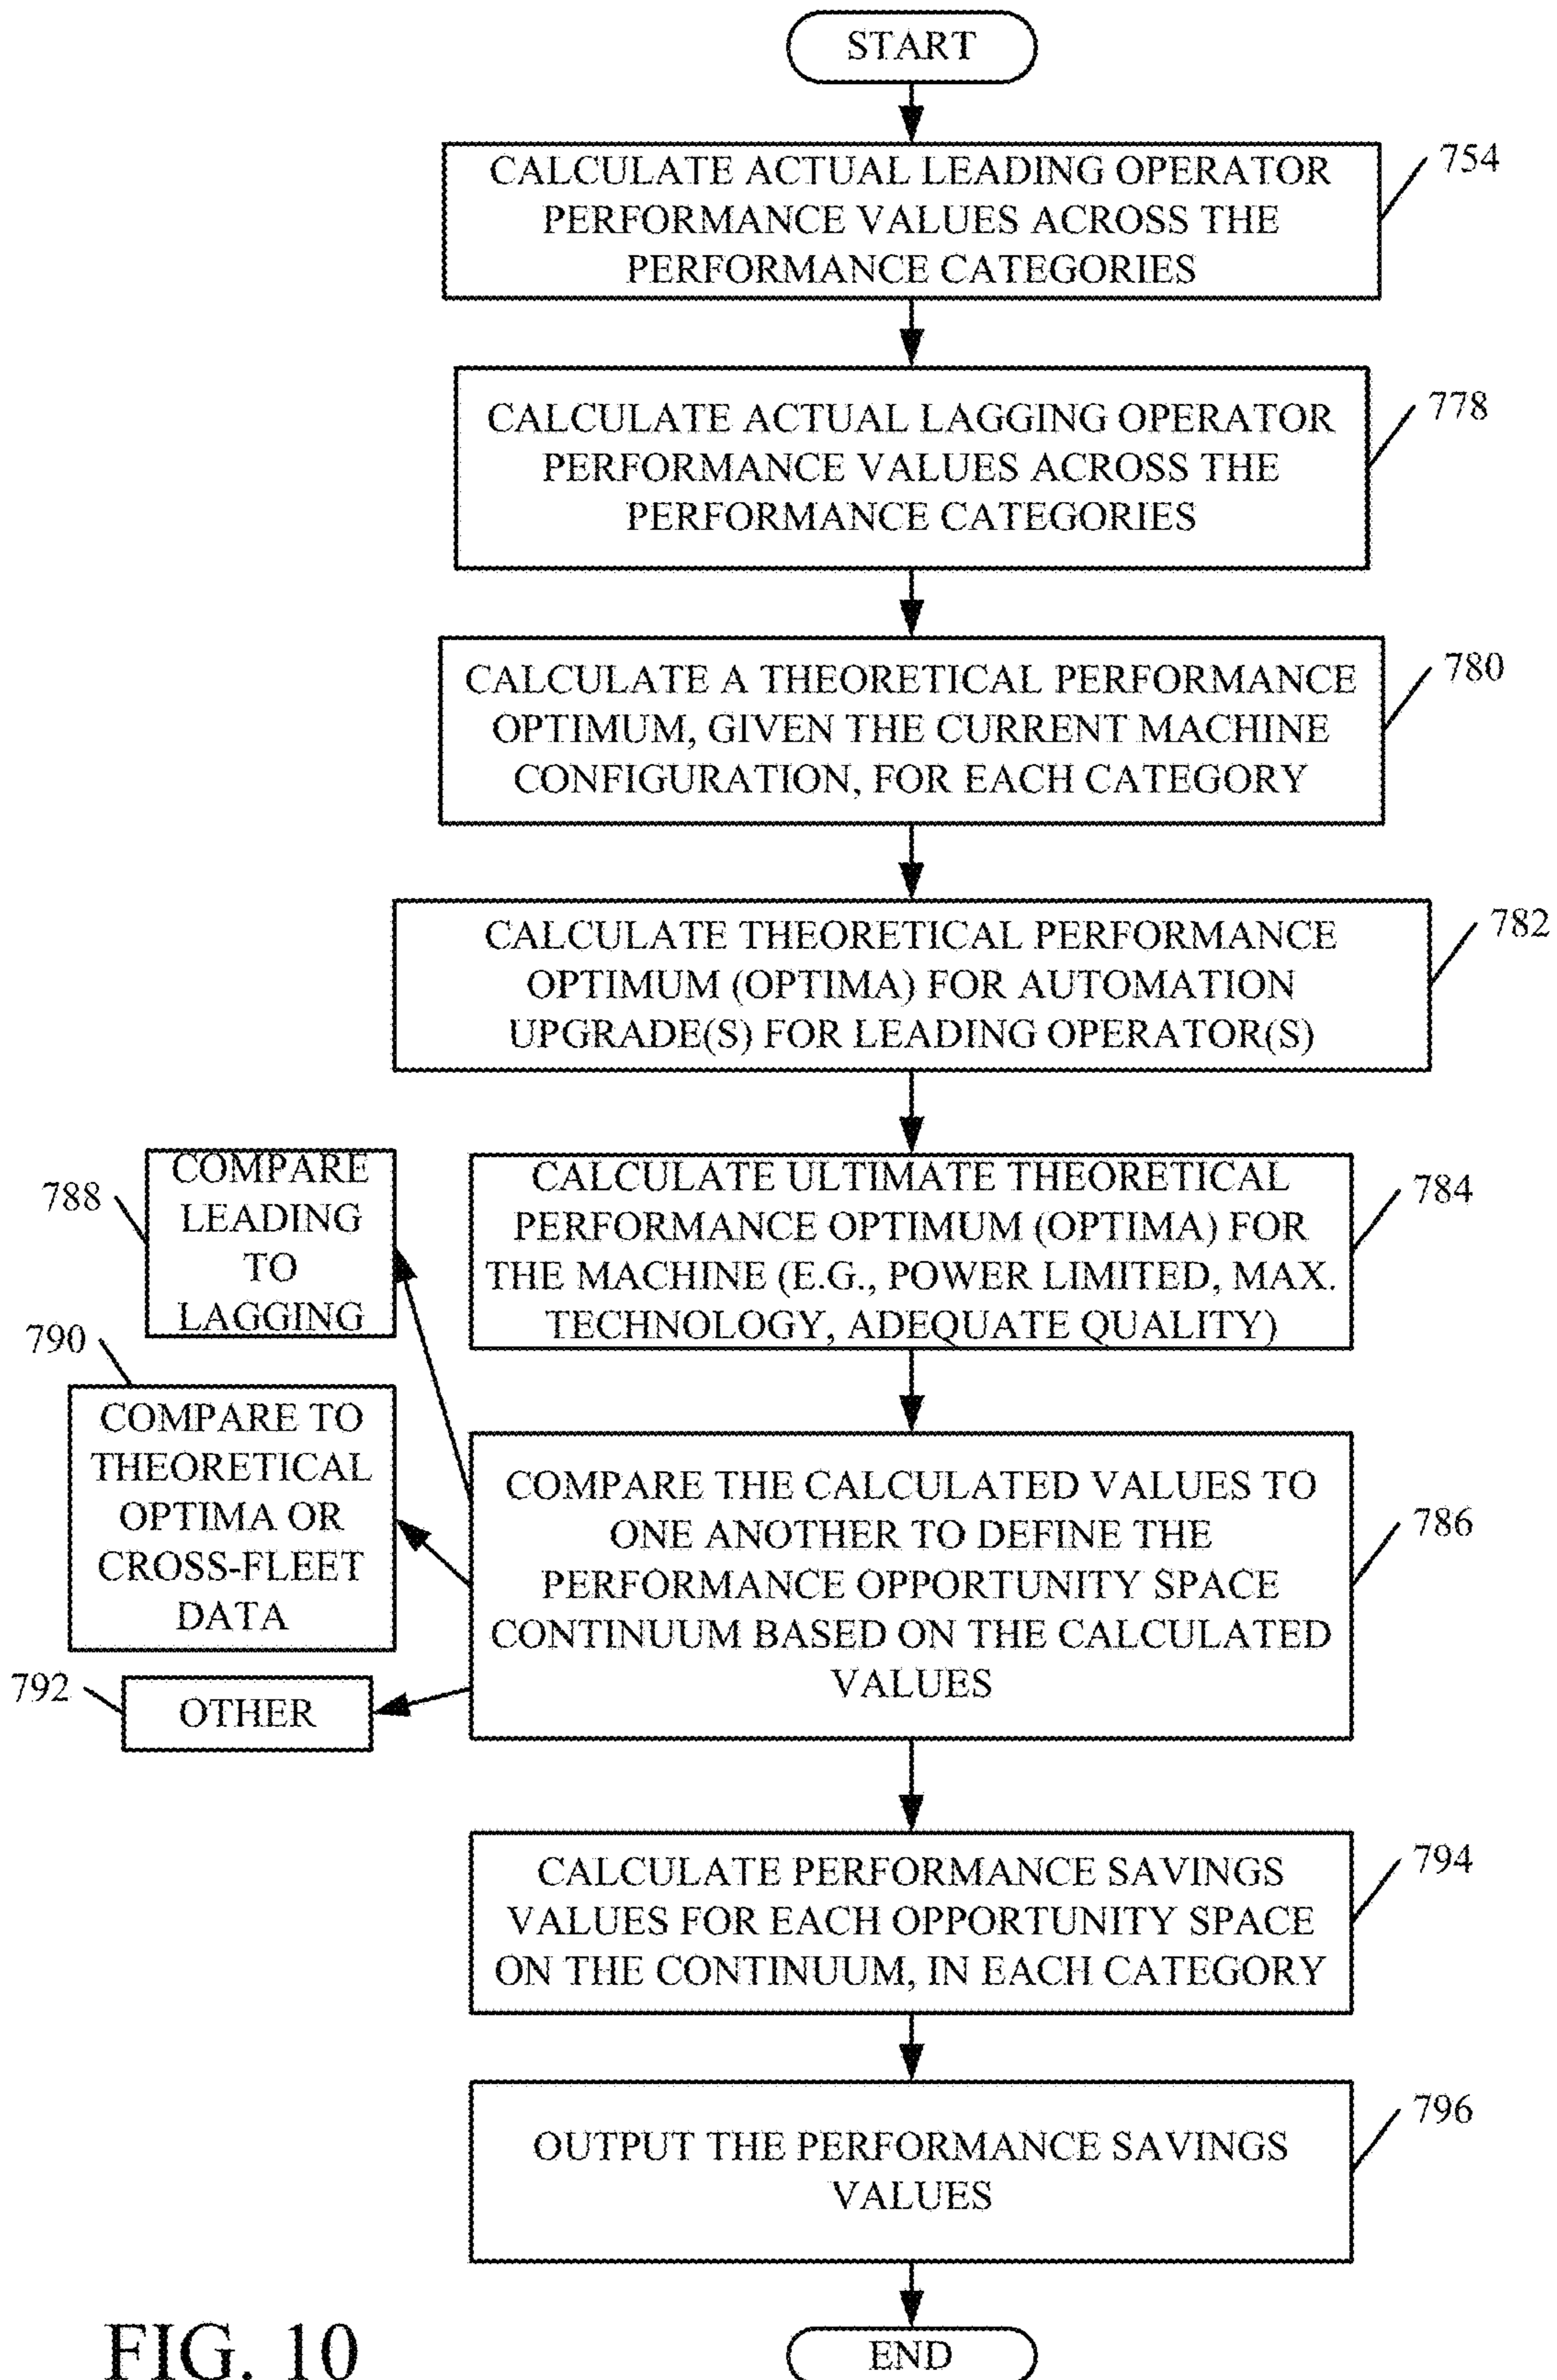 START
CALCULATE ACTUAL LEADING OPERATOR
PERFORMANCE VALUES ACROSS THE
PERFORMANCE CATEGORIES
754
CALCULATE ACTUAL LAGGING OPERATOR
PERFORMANCE VALUES ACROSS THE
PERFORMANCE CATEGORIES
778
CALCULATE A THEORETICAL PERFORMANCE
OPTIMUM, GIVEN THE CURRENT MACHINE
CONFIGURATION, FOR EACH CATEGORY
780
CALCULATE THEORETICAL PERFORMANCE
OPTIMUM (OPTIMA) FOR AUTOMATION
UPGRADE(S) FOR LEADING OPERATOR(S)
782
CALCULATE ULTIMATE THEORETICAL
PERFORMANCE OPTIMUM (OPTIMA) FOR
THE MACHINE (E.G., POWER LIMITED, MAX.
TECHNOLOGY, ADEQUATE QUALITY)
784
788
COMPARE
LEADING
TO
LAGGING
790
COMPARE TO
THEORETICAL
OPTIMA OR
CROSS-FLEET
DATA
792
OTHER
COMPARE THE CALCULATED VALUES TO
ONE ANOTHER TO DEFINE THE
PERFORMANCE OPPORTUNITY SPACE
CONTINUUM BASED ON THE CALCULATED
VALUES
786
CALCULATE PERFORMANCE SAVINGS
VALUES FOR EACH OPPORTUNITY SPACE
ON THE CONTINUUM, IN EACH CATEGORY
794
OUTPUT THE PERFORMANCE SAVINGS
VALUES
796
END
FIG. 10